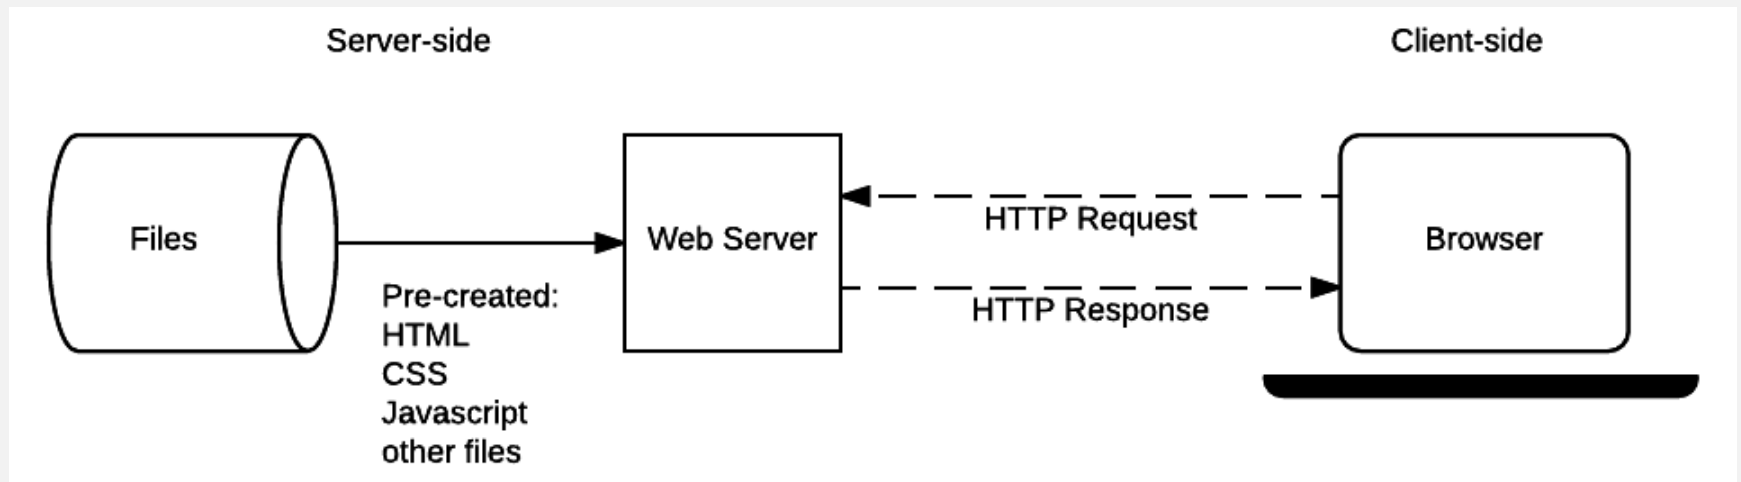 Server-side
Client-side
Files
Web Server
HTTP Request
Browser
HTTP Response
Pre-created:
HTML
CSS
Javascript
other files